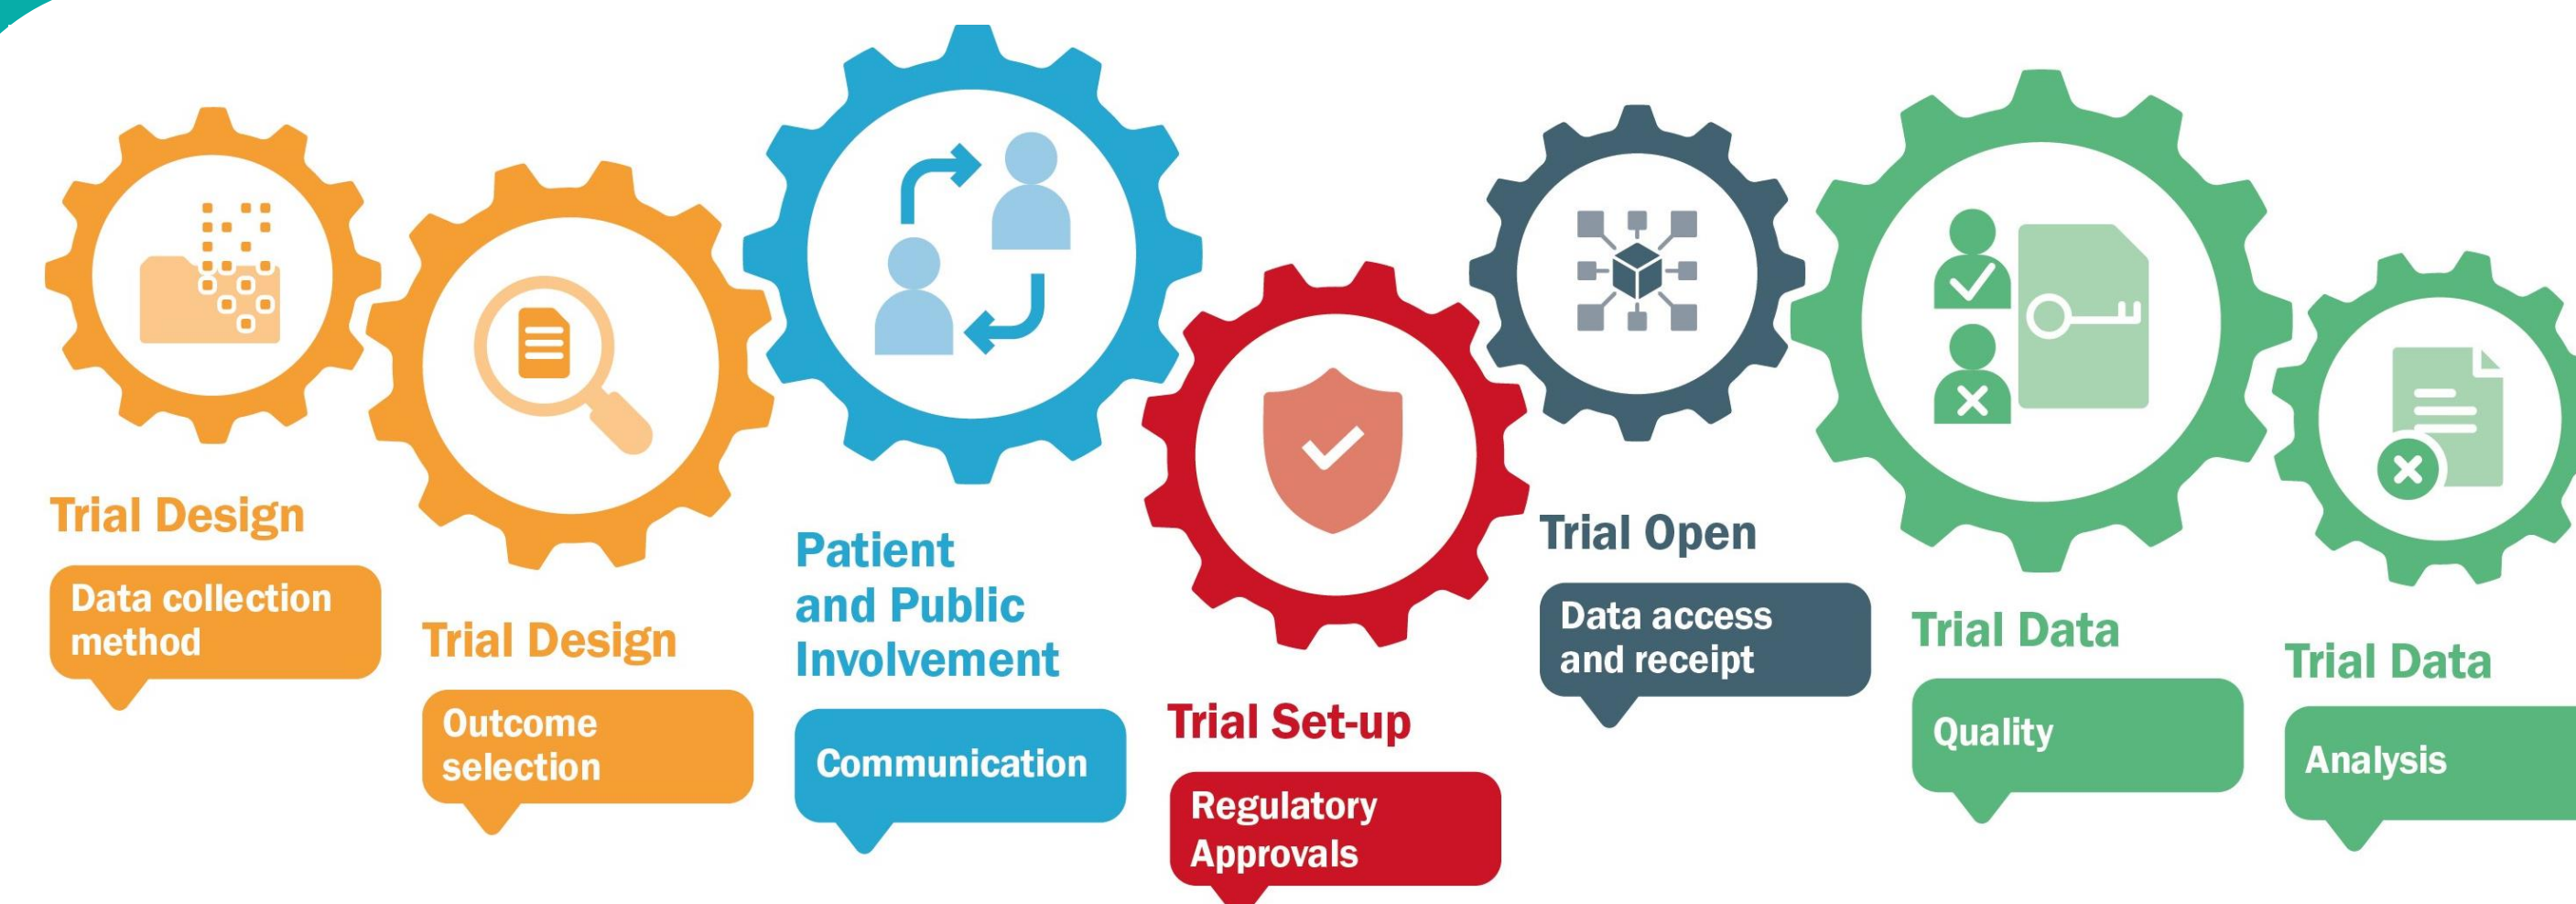 Trial Design
Data collection
method
Trial Design
Outcome
selection
Patient
and Public
Involvement
Communication
Trial Set-up
Regulatory
Approvals
Trial Open
Data access
and receipt
Trial Data
Quality
Trial Data
Analysis